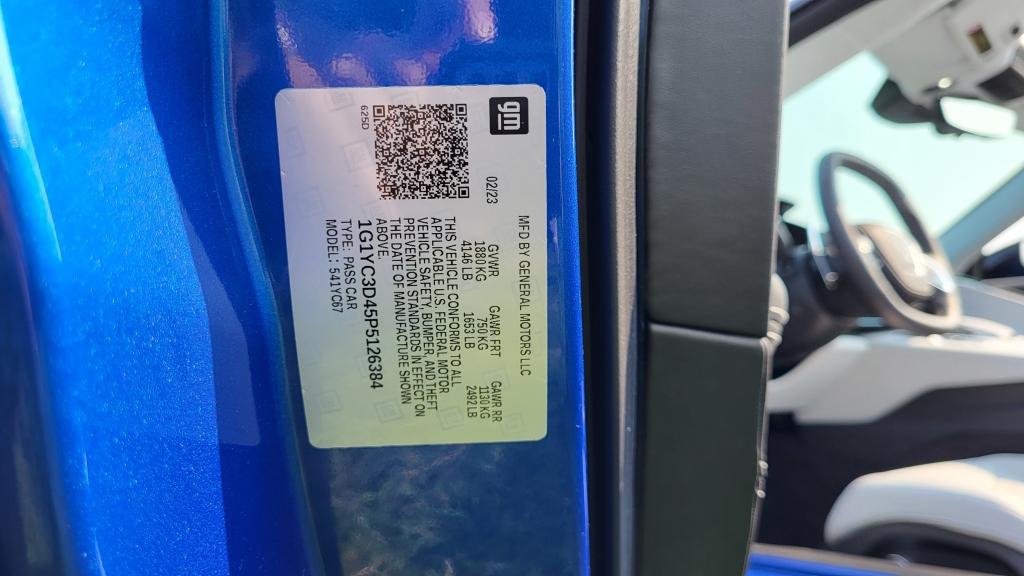 gm
02/23
625D
MFD BY GENERAL MOTORS LLC
GVWR GAWR FRT GAWR RR
1880 KG 750 KG 1130 KG
4146 LB 1653 LB 2492 LB
THIS VEHICLE CONFORMS TO ALL
APPLICABLE U.S. FEDERAL MOTOR
VEHICLE SAFETY, BUMPER, AND THEFT
PREVENTION STANDARDS IN EFFECT ON
THE DATE OF MANUFACTURE SHOWN
ABOVE.
1G1YC3D45P5126384
TYPE: PASS CAR
MODEL: 541YC67